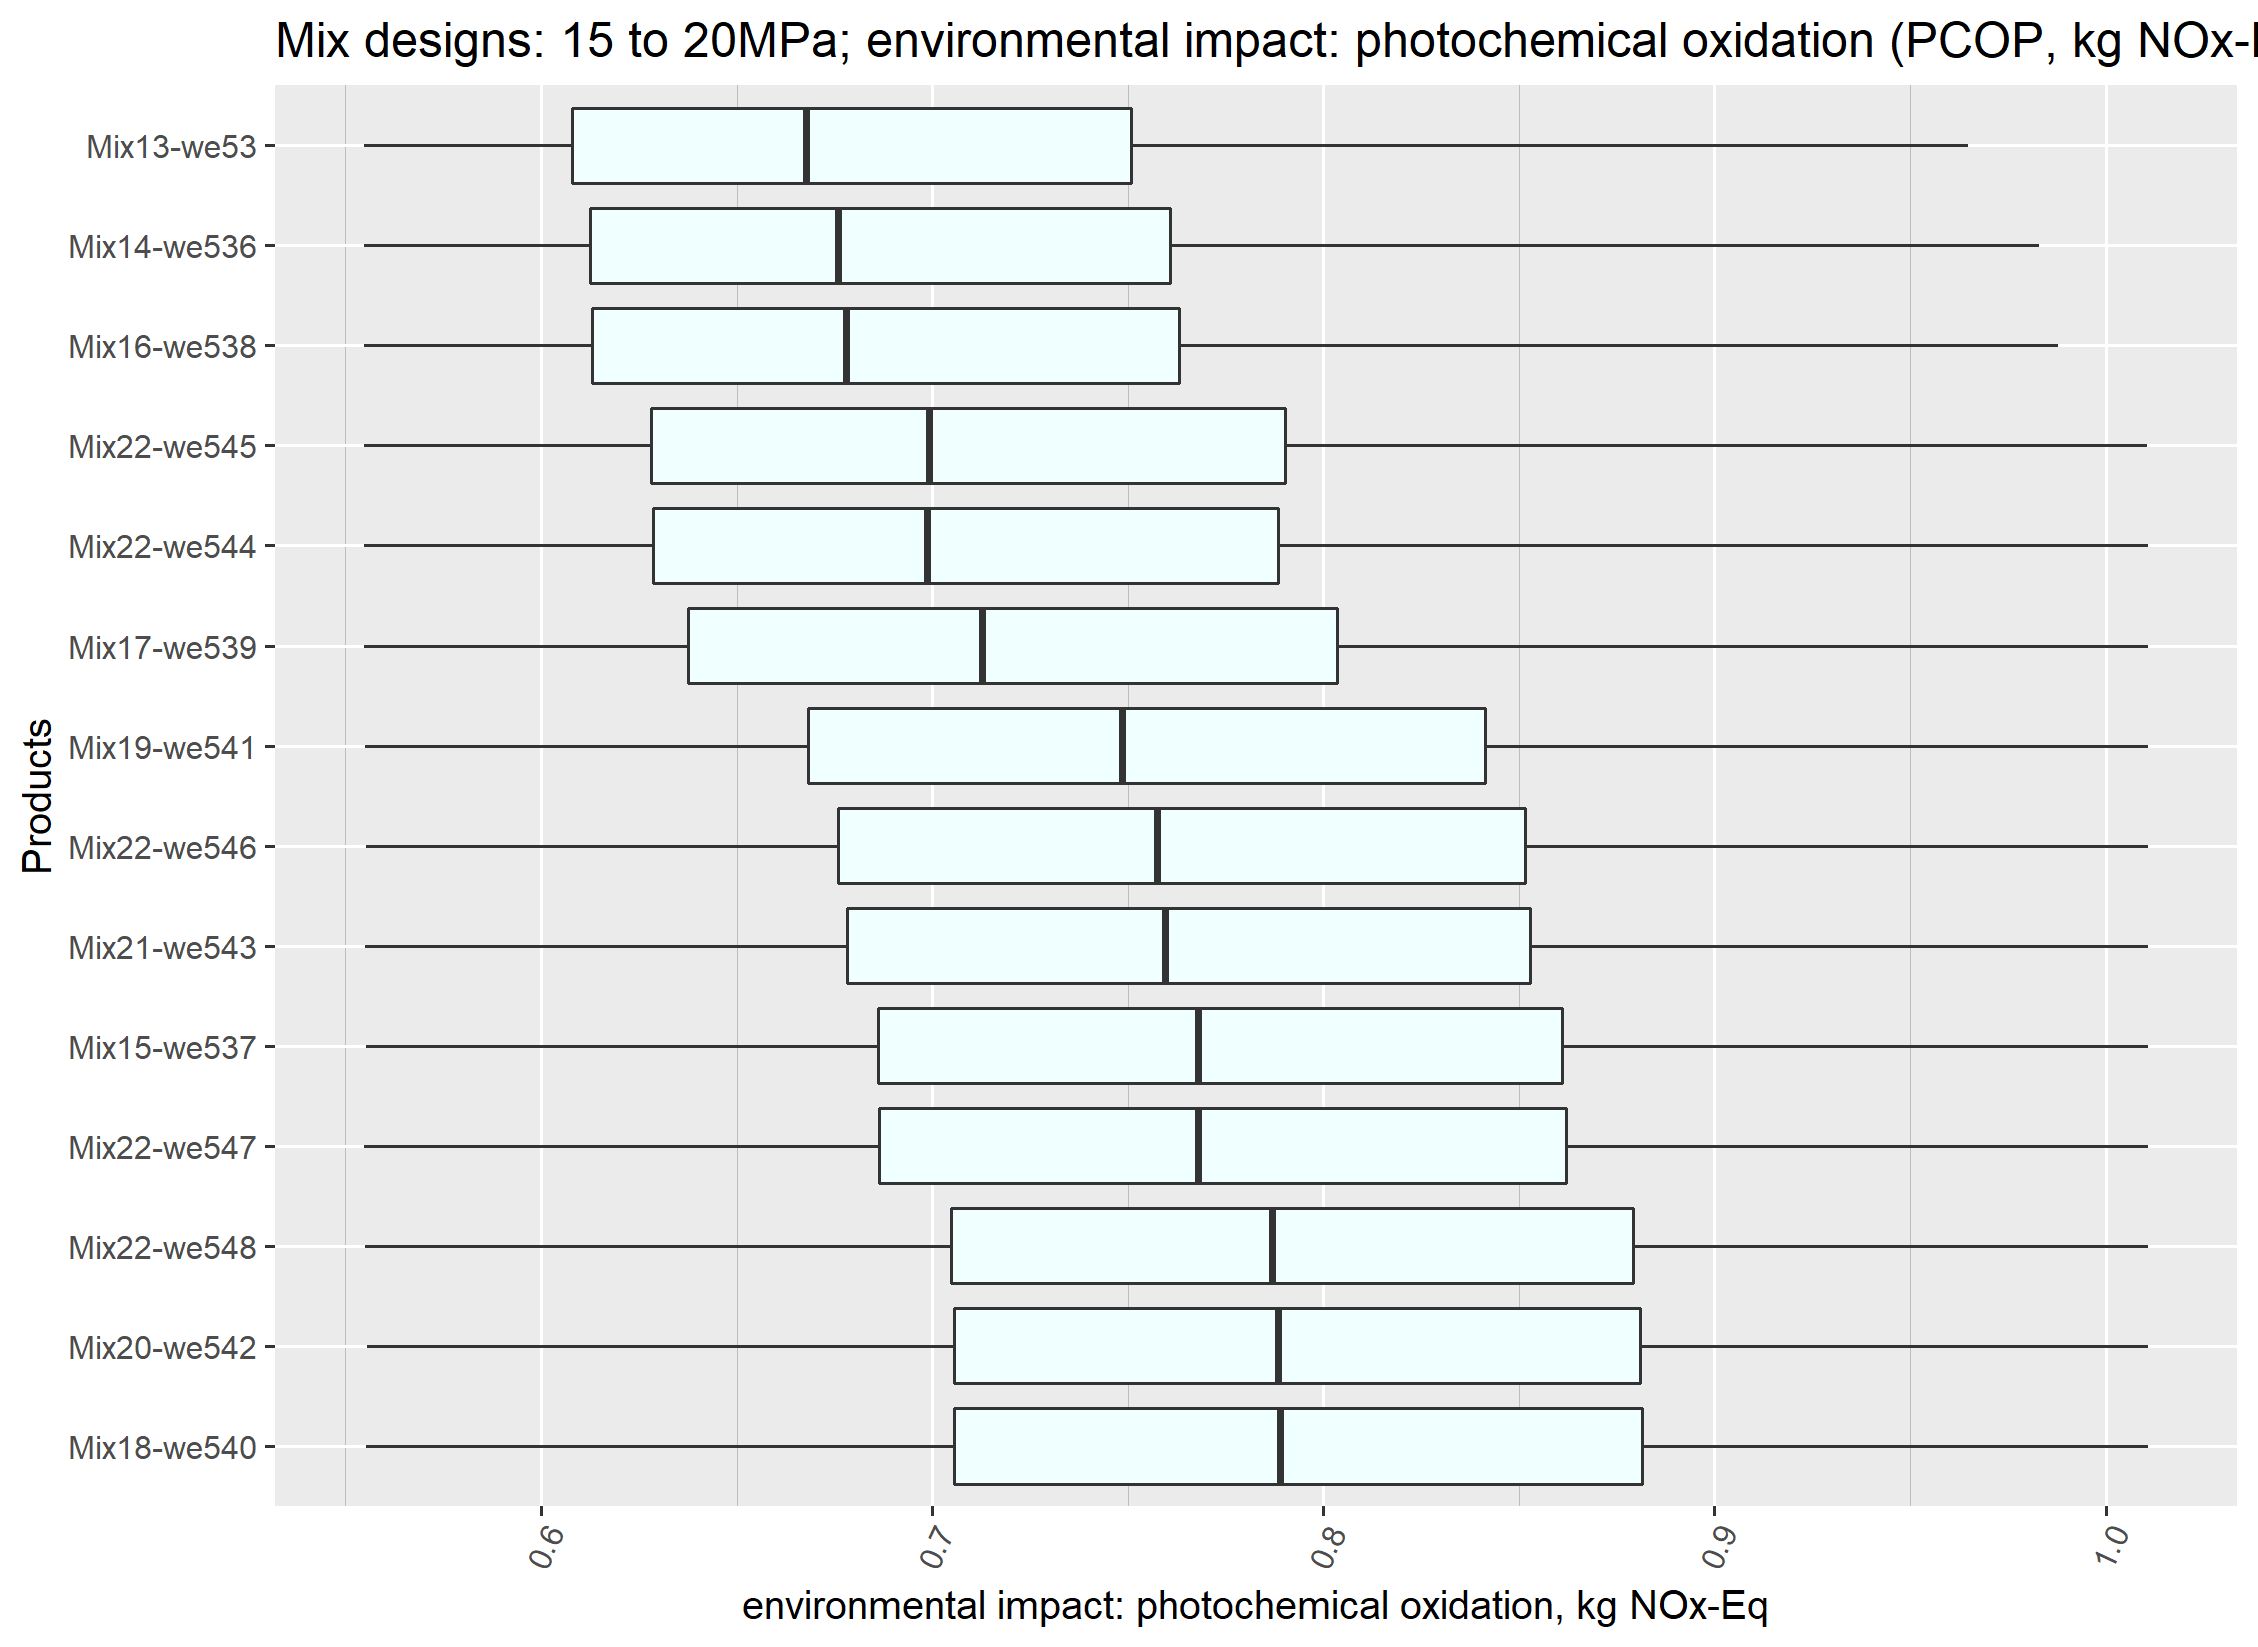 Mix designs: 15 to 20MPa; environmental impact: photochemical oxidation (PCOP, kg NOx-
Mix13-we53
Mix14-we536
Mix16-we538
Mix22-we545
Mix22-we544
Mix17-we539
Mix19-we541
Mix22-we546
Mix21-we543
Mix15-we537
Mix22-we547
Mix22-we548
Mix20-we542
Mix18-we540
Products
0.6 0.7 0.8 0.9 1.0
environmental impact: photochemical oxidation, kg NOx-Eq